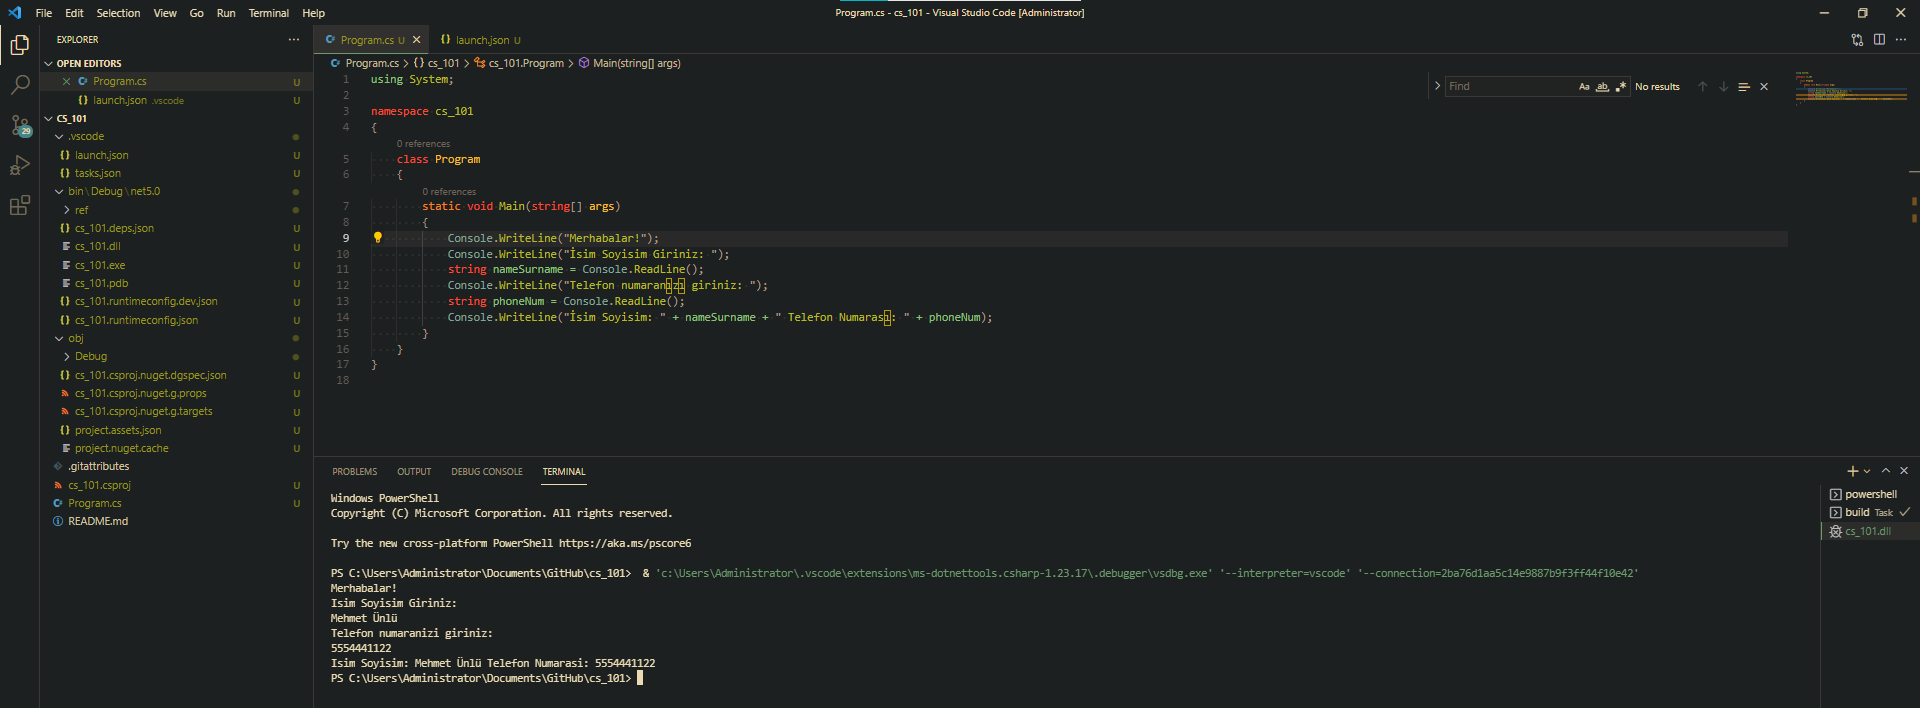 File Edit Selection View Go Run Terminal Help
Program.cs - cs_101 - Visual Studio Code [Administrator]
EXPLORER
OPEN EDITORS
Program.cs U
launch.json .vscode U
CS_101
.vscode
launch.json U
tasks.json U
bin\Debug\net5.0
ref
cs_101.deps.json U
cs_101.dll U
cs_101.exe U
cs_101.pdb U
cs_101.runtimeconfig.dev.json U
cs_101.runtimeconfig.json U
obj
Debug
cs_101.csproj.nuget.dgspec.json U
cs_101.csproj.nuget.g.props U
cs_101.csproj.nuget.g.targets U
project.assets.json U
project.nuget.cache U
.gitattributes
cs_101.csproj U
Program.cs U
README.md
29
Program.cs U launch.json U
Program.cs > {} cs_101 > cs_101.Program > Main(string[] args)
Find Aa ab .* No results
1 using System;
2
3 namespace cs_101
4 {
0 references
5 class Program
6 {
0 references
7 static void Main(string[] args)
8 {
9 Console.WriteLine("Merhabalar!");
10 Console.WriteLine("İsim Soyisim Giriniz: ");
11 string nameSurname = Console.ReadLine();
12 Console.WriteLine("Telefon numaranızı giriniz: ");
13 string phoneNum = Console.ReadLine();
14 Console.WriteLine("İsim Soyisim: " + nameSurname + " Telefon Numarası: " + phoneNum);
15 }
16 }
17 }
18
PROBLEMS OUTPUT DEBUG CONSOLE TERMINAL
Windows PowerShell
Copyright (C) Microsoft Corporation. All rights reserved.
Try the new cross-platform PowerShell https://aka.ms/pscore6
PS C:\Users\Administrator\Documents\GitHub\cs_101> & 'c:\Users\Administrator\.vscode\extensions\ms-dotnettools.csharp-1.23.17\.debugger\vsdbg.exe' '--interpreter=vscode' '--connection=2ba76d1aa5c14e9887b9f3ff44f10e42'
Merhabalar!
Isim Soyisim Giriniz:
Mehmet Ünlü
Telefon numaranizi giriniz:
5554441122
Isim Soyisim: Mehmet Ünlü Telefon Numarasi: 5554441122
PS C:\Users\Administrator\Documents\GitHub\cs_101>
powershell
build Task
cs_101.dll